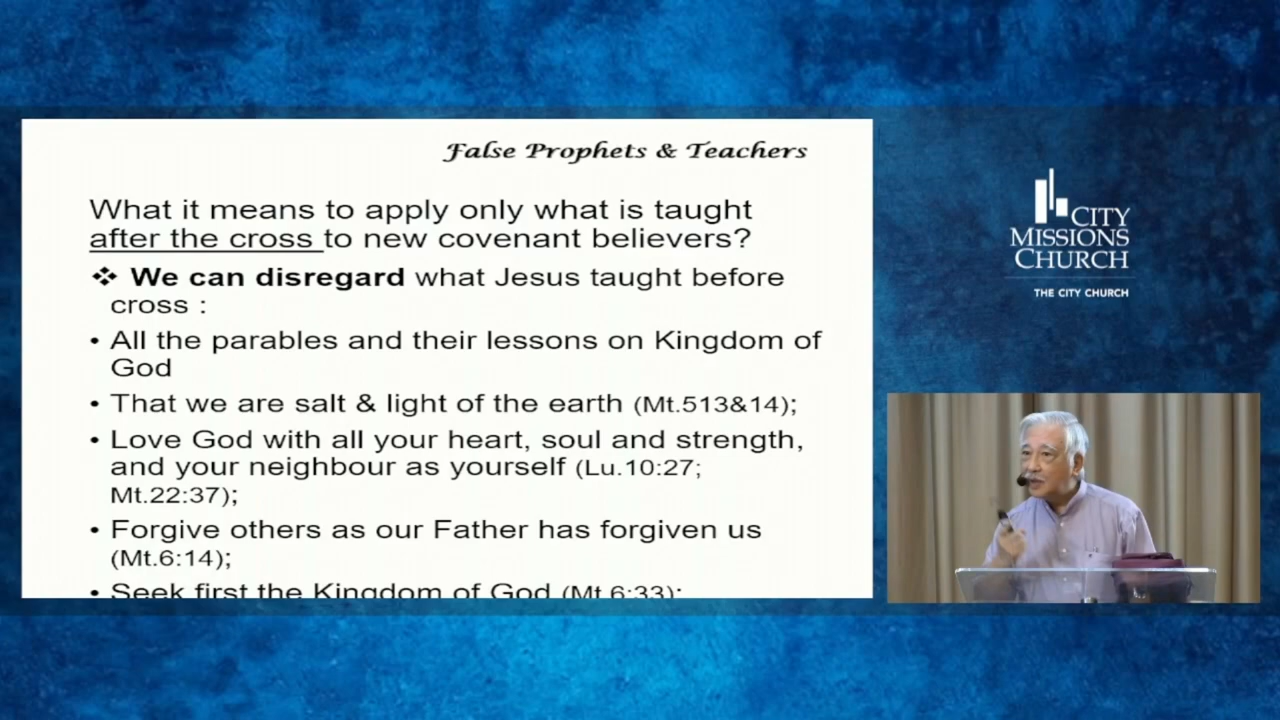 False Prophets & Teachers
What it means to apply only what is taught
after the cross to new covenant believers?
❖ We can disregard what Jesus taught before
cross :
• All the parables and their lessons on Kingdom of
God
• That we are salt & light of the earth (Mt.513&14);
• Love God with all your heart, soul and strength,
and your neighbour as yourself (Lu.10:27;
Mt.22:37);
• Forgive others as our Father has forgiven us
(Mt.6:14);
• Seek first the Kingdom of God (Mt.6:33);
CITY
MISSIONS
CHURCH
THE CITY CHURCH